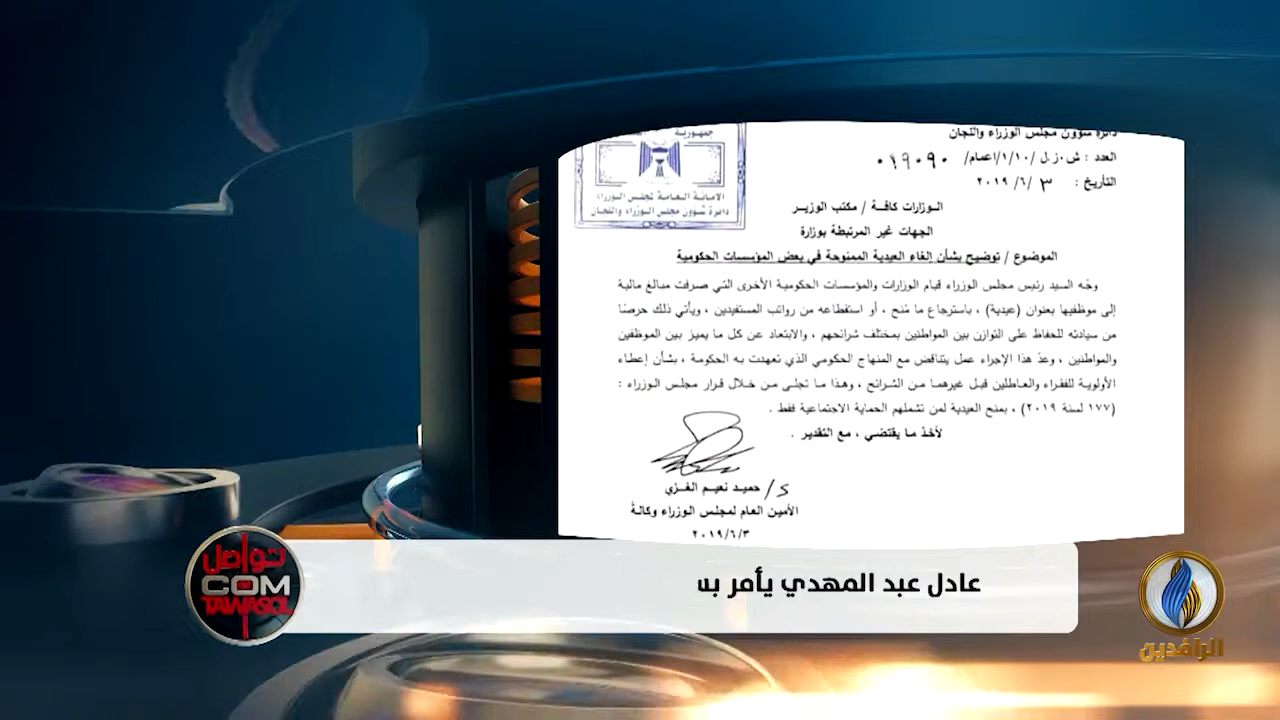 جمهورية
الامانة العامة لمجلس الوزراء
دائرة شؤون مجلس الوزراء واللجان
دائرة شؤون مجلس الوزراء واللجان
العدد : ش.ز.ل /١/١٠/اعمام/ ٠١٩٠٩٠
التأريخ : ٣ /٦/ ٢٠١٩
الوزارات كافة / مكتب الوزير
الجهات غير المرتبطة بوزارة
الموضوع / توضيح بشأن إلغاء العيدية الممنوحة في بعض المؤسسات الحكومية
وجّه السيد رئيس مجلس الوزراء قيام الوزارات والمؤسسات الحكومية الأخرى التي صرفت مبالغ مالية
إلى موظفيها بعنوان (عيدية) ، باسترجاع ما مُنح ، أو استقطاعه من رواتب المستفيدين ، ويأتي ذلك حرصًا
من سيادته للحفاظ على التوازن بين المواطنين بمختلف شرائحهم ، والابتعاد عن كل ما يميز بين الموظفين
والمواطنين ، وعدّ هذا الإجراء عمل يتناقض مع المنهاج الحكومي الذي تعهدت به الحكومة ، بشأن إعطاء
الأولوية للفقراء والعاطلين قبل غيرهما من الشرائح ، وهذا ما تجلى من خلال قرار مجلس الوزراء :
(١٧٧ لسنة ٢٠١٩) ، بمنح العيدية لمن تشملهم الحماية الاجتماعية فقط .
لأخذ ما يقتضي ، مع التقدير .
د/ حميد نعيم الغزي
الأمين العام لمجلس الوزراء وكالةً
٢٠١٩/٦/٣
عادل عبد المهدي يأمر بس
تواصل
COM
TAWASOL
الرافدين